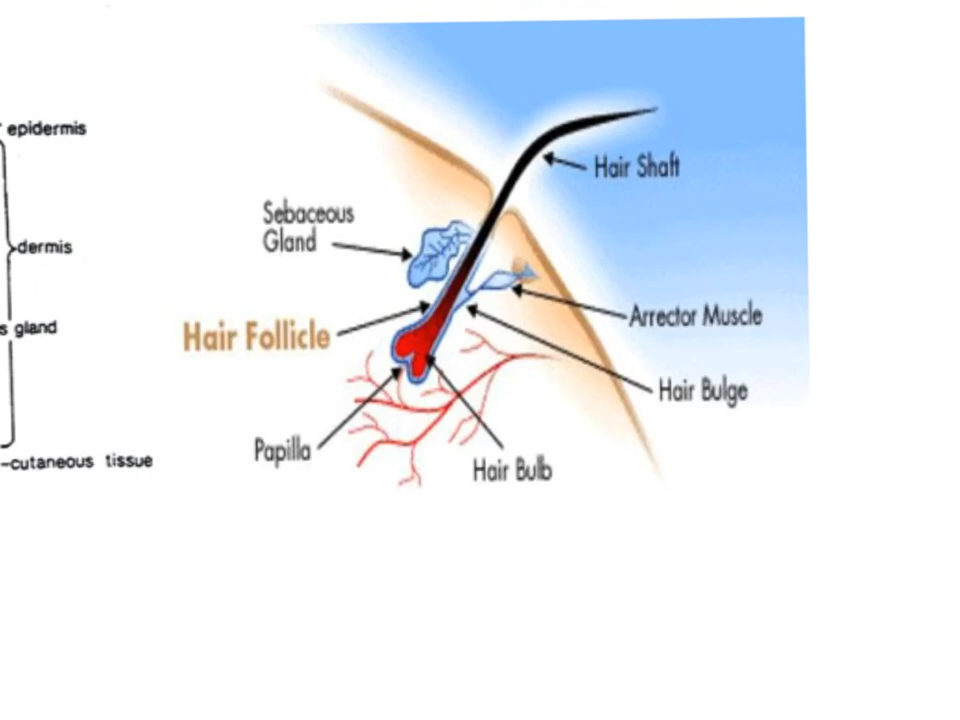 epidermis
dermis
s gland
-cutaneous tissue
Hair Shaft
Sebaceous
Gland
Arrector Muscle
Hair Follicle
Hair Bulge
Papilla
Hair Bulb